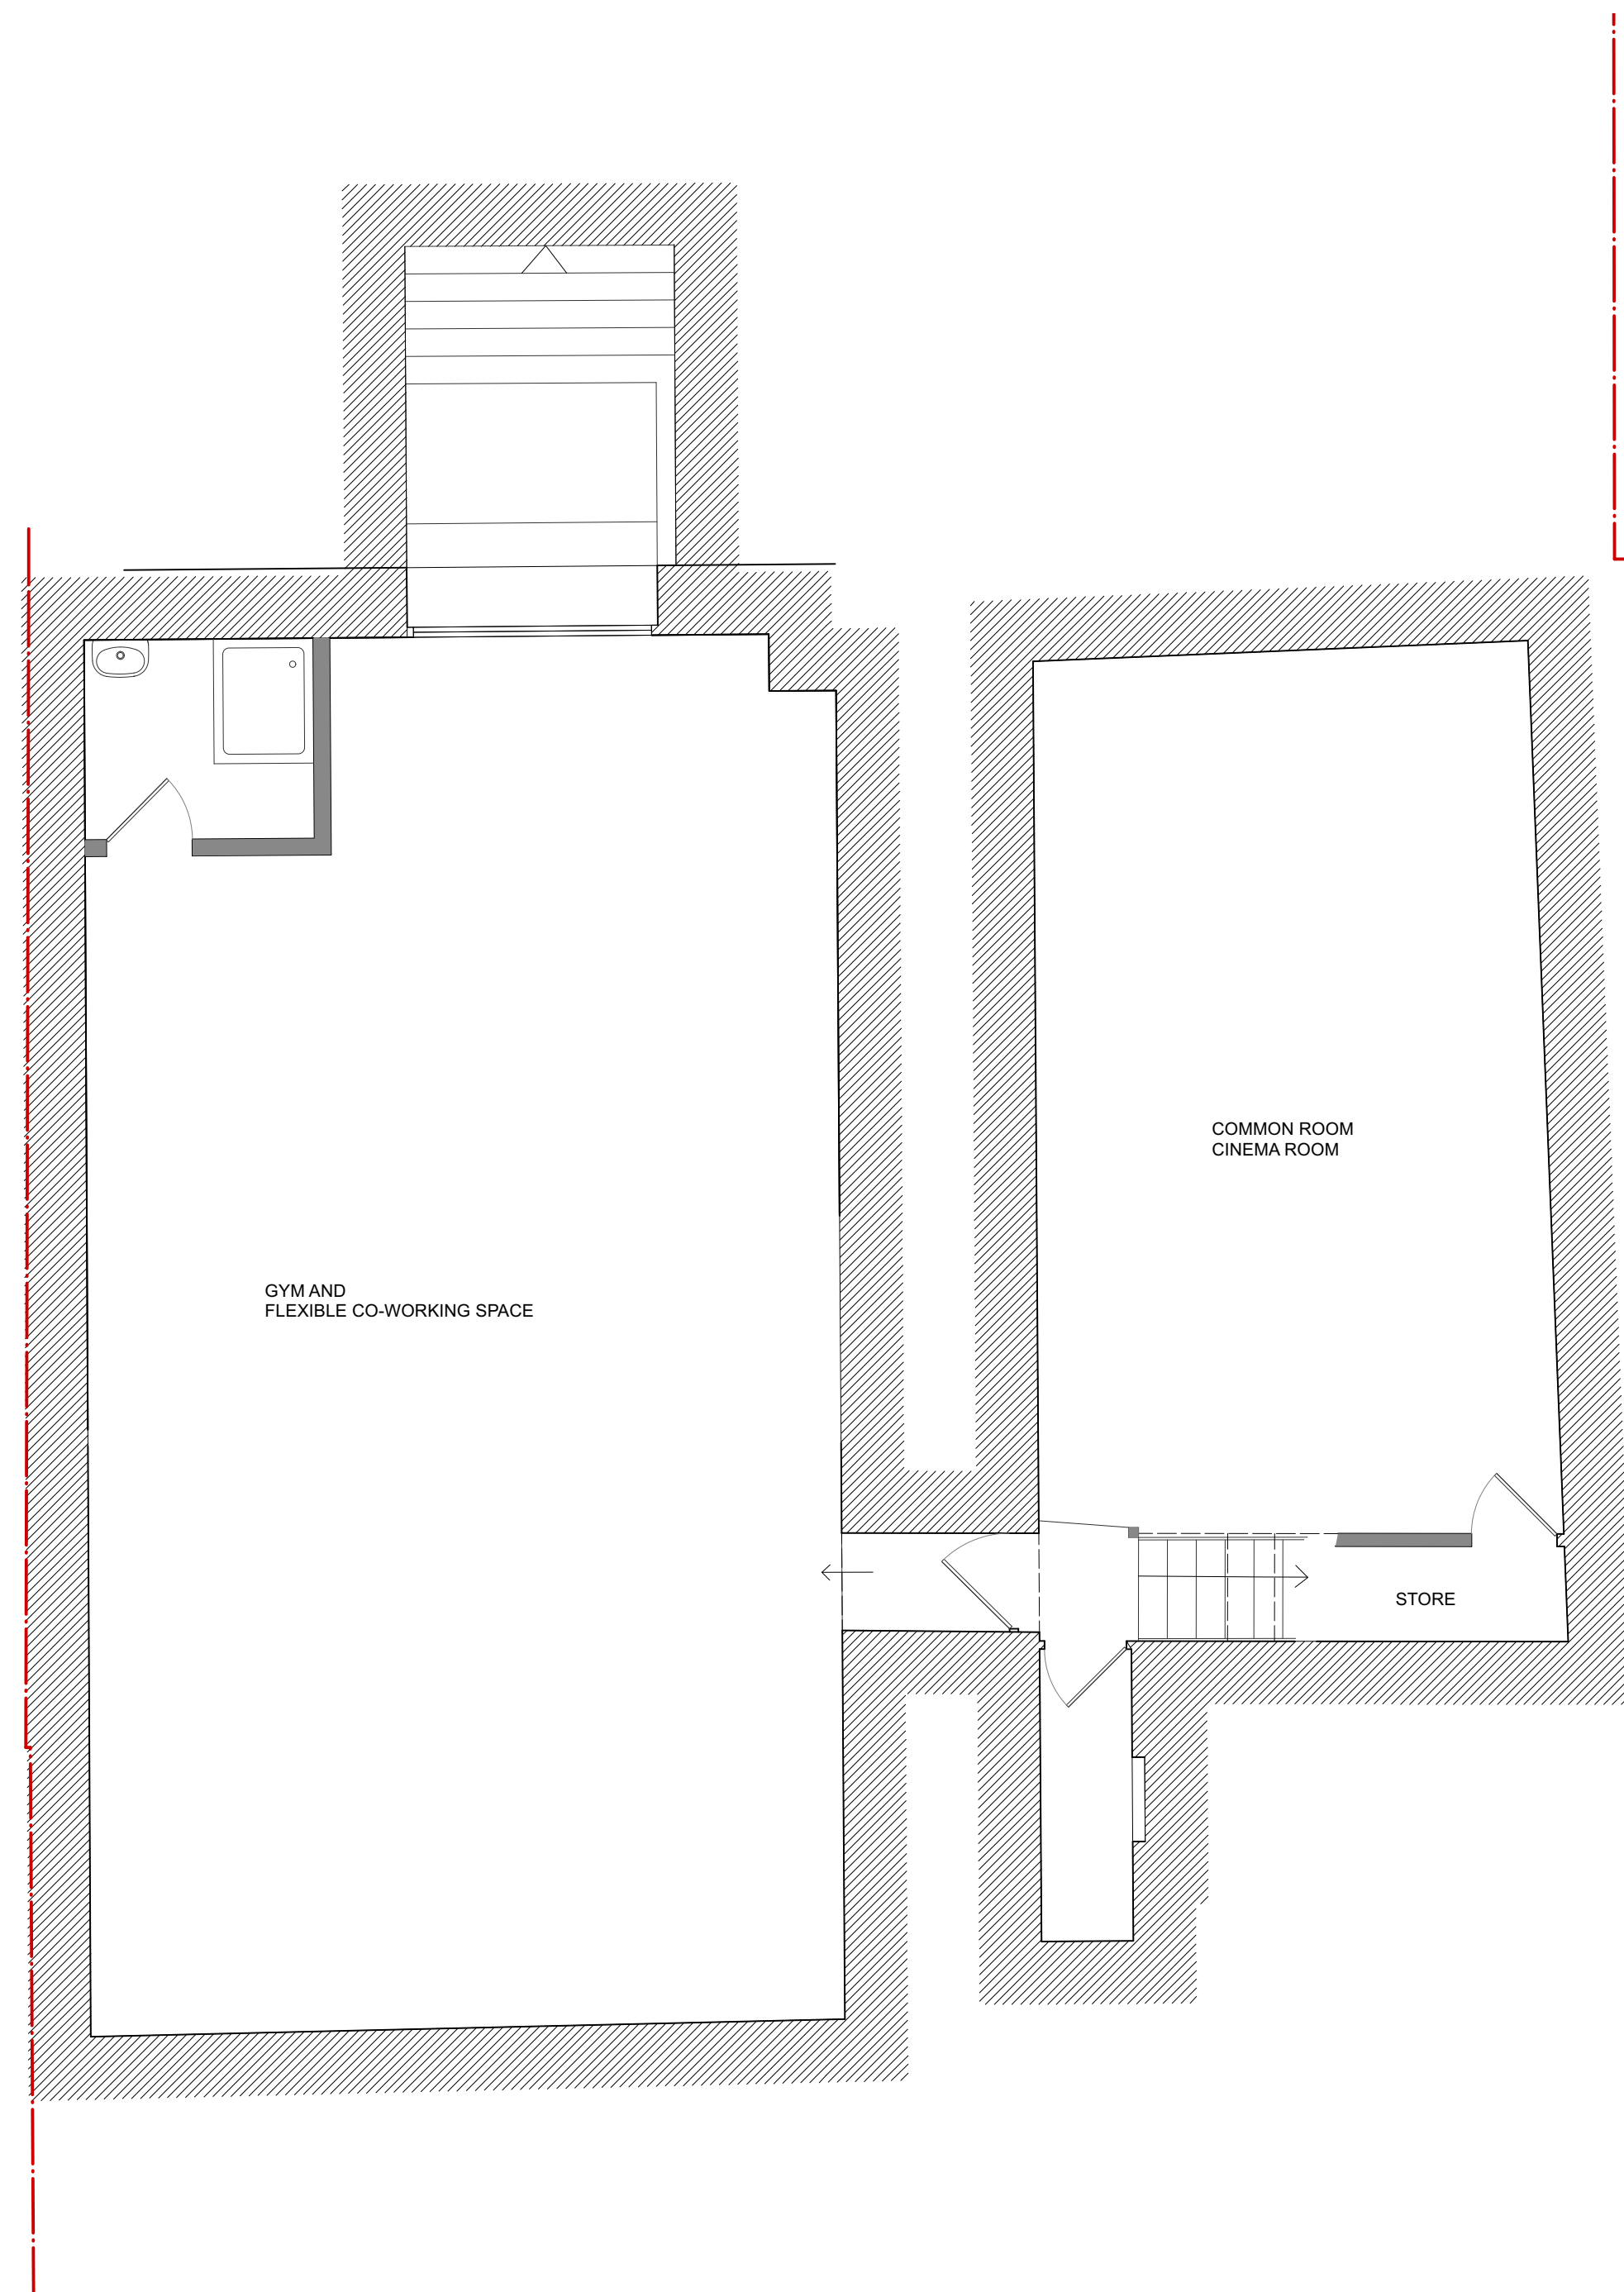 COMMON ROOM
CINEMA ROOM
GYM AND
FLEXIBLE CO-WORKING SPACE
STORE